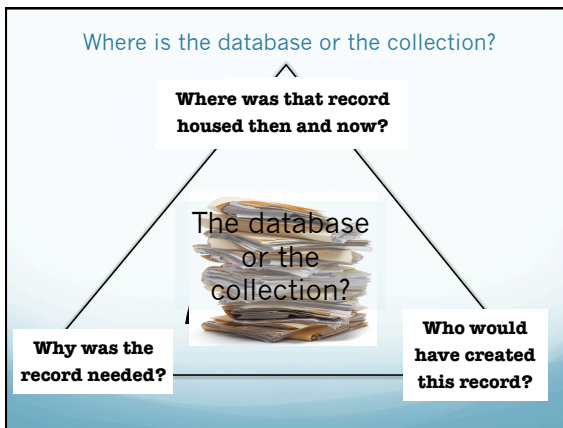 Where is the database or the collection?
Where was that record
housed then and now?
The database
or the
collection?
Why was the
record needed?
Who would
have created
this record?